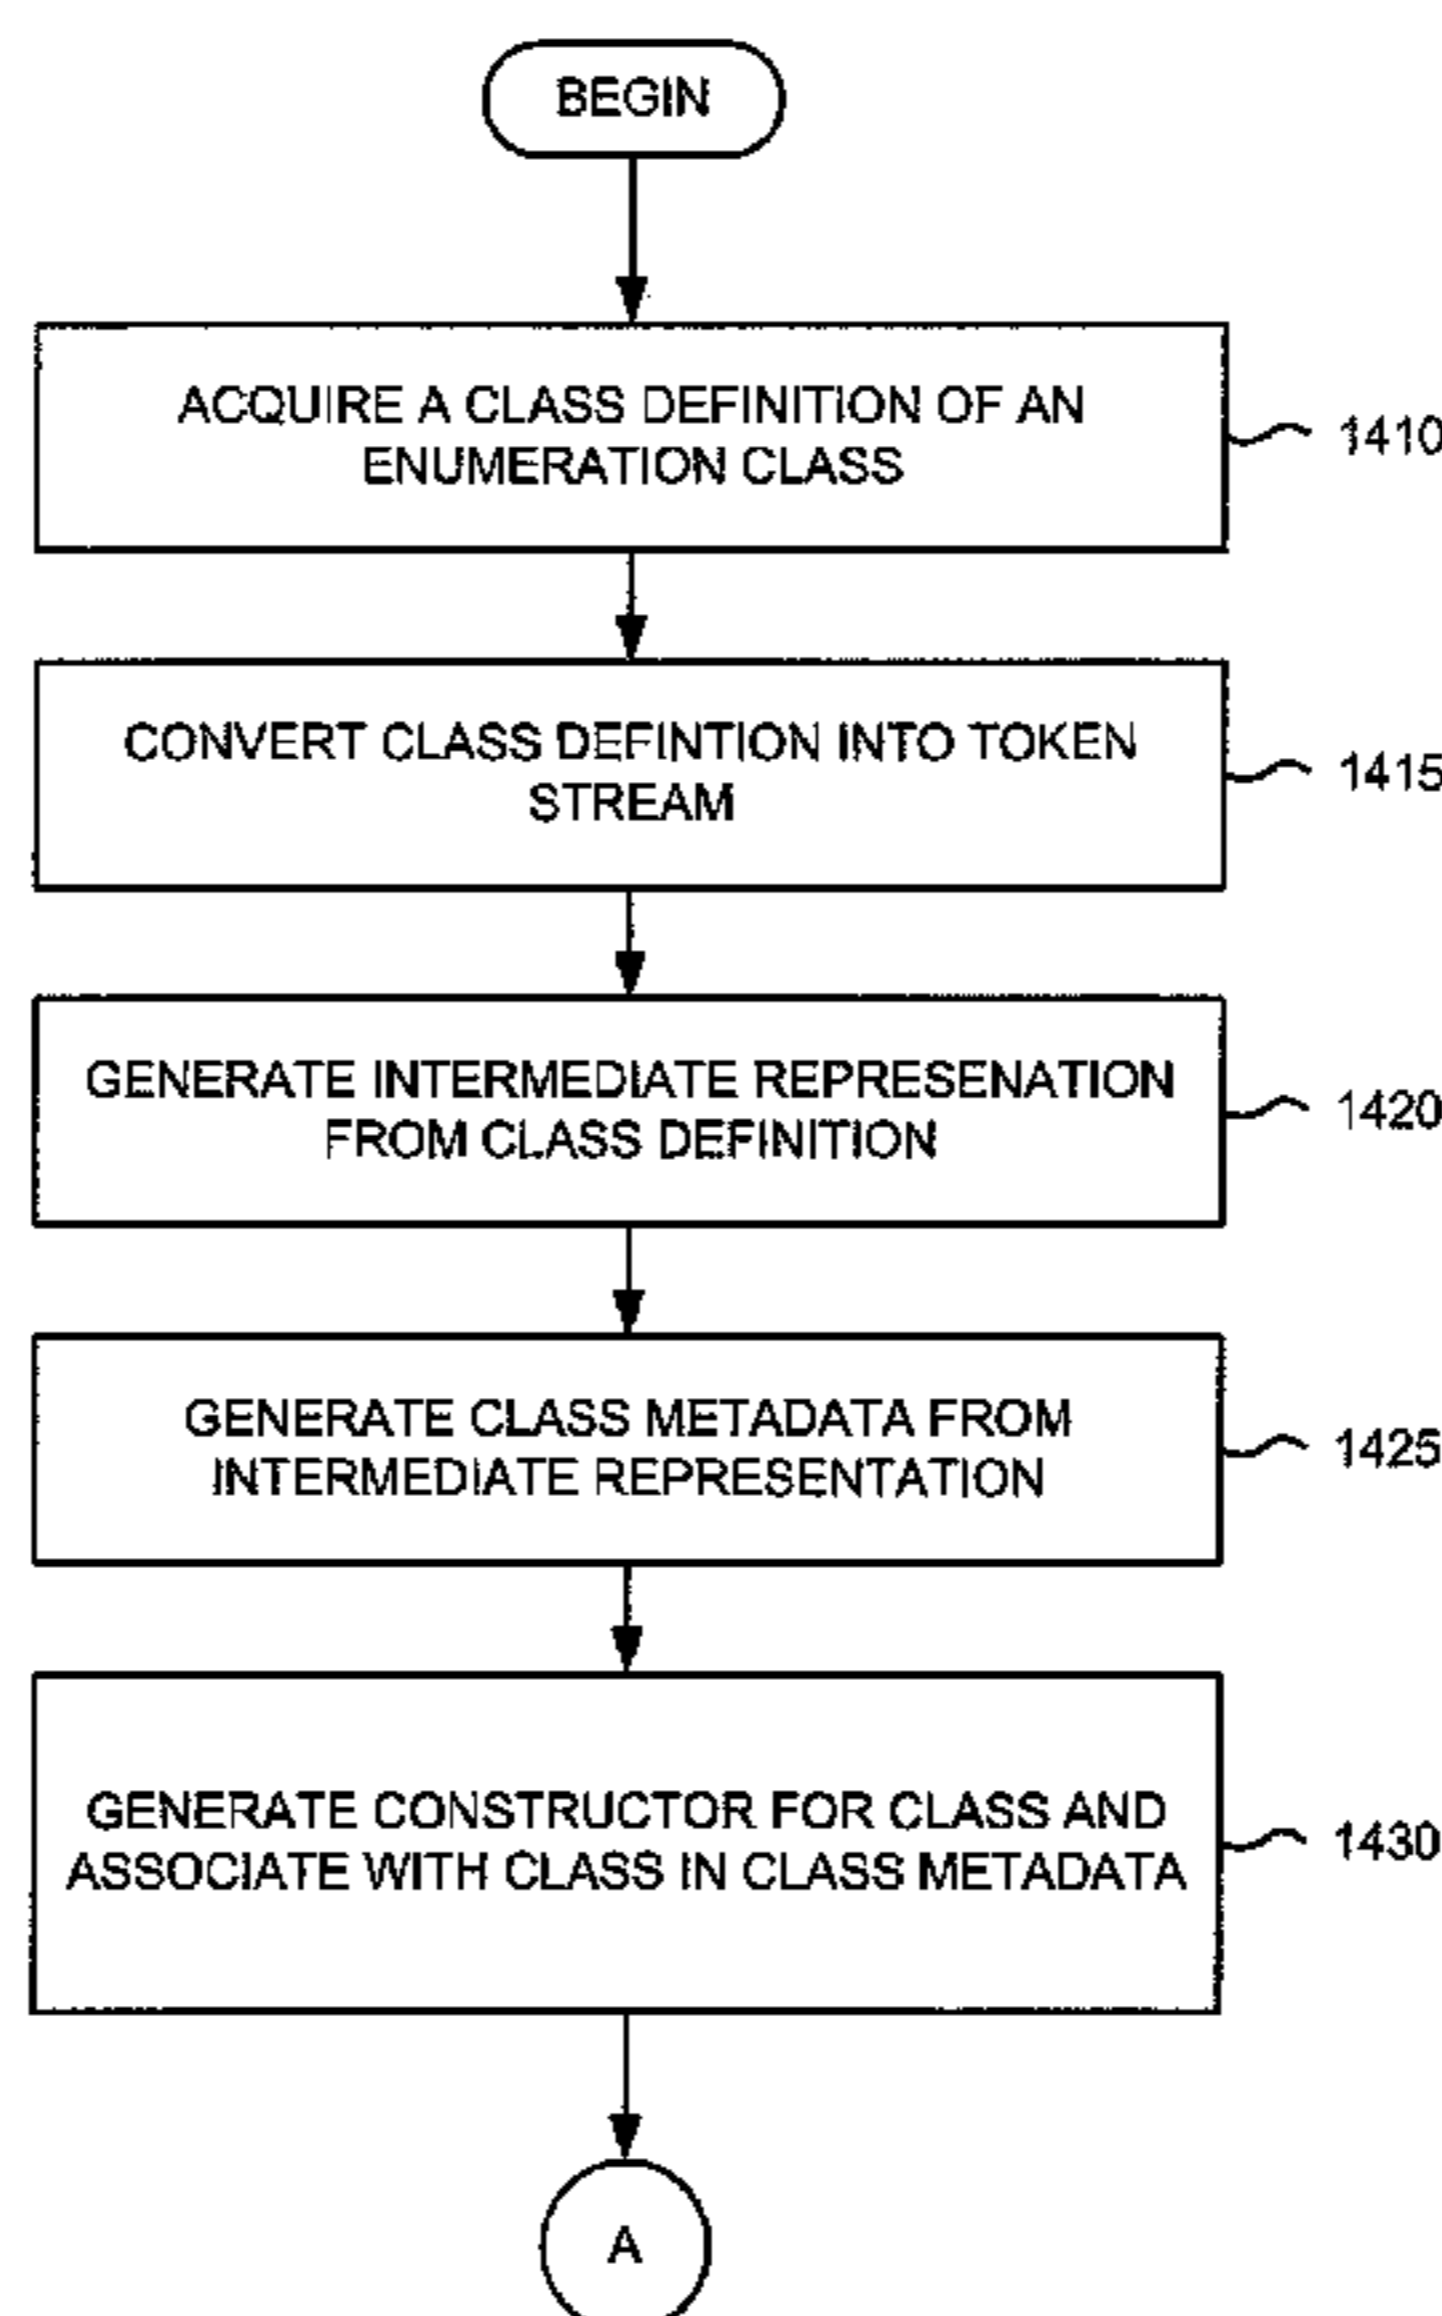 BEGIN
ACQUIRE A CLASS DEFINITION OF AN
ENUMERATION CLASS
1410
CONVERT CLASS DEFINTION INTO TOKEN
STREAM
1415
GENERATE INTERMEDIATE REPRESENATION
FROM CLASS DEFINITION
1420
GENERATE CLASS METADATA FROM
INTERMEDIATE REPRESENTATION
1425
GENERATE CONSTRUCTOR FOR CLASS AND
ASSOCIATE WITH CLASS IN CLASS METADATA
1430
A